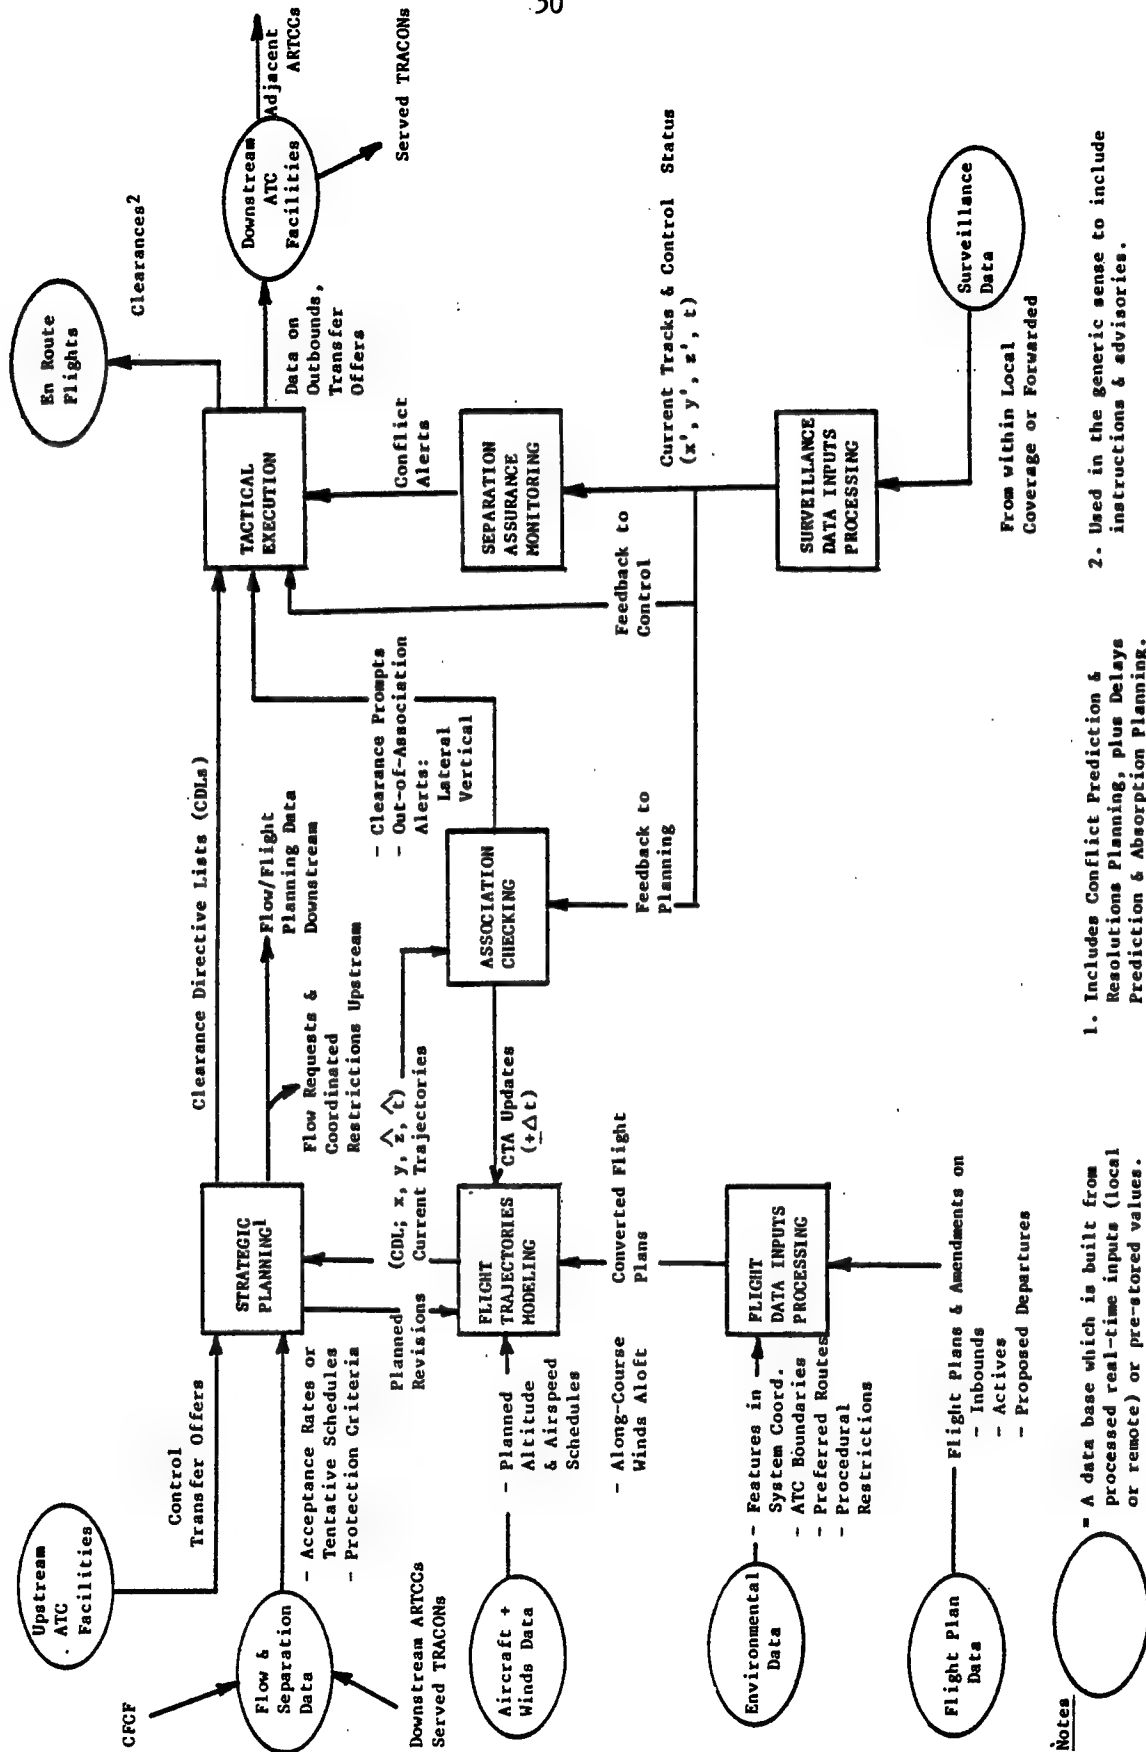 30
Adjacent
ARTCCs
Downstream
ATC
Facilities
Served TRACONs
En Route
Flights
Clearances²
Data on
Outbounds,
Transfer
Offers
TACTICAL
EXECUTION
Conflict
Alerts
SEPARATION
ASSURANCE
MONITORING
Current Tracks & Control Status
(x', y', z', t)
SURVEILLANCE
DATA INPUTS
PROCESSING
Surveillance
Data
From within Local
Coverage or Forwarded
Feedback to
Control
Clearance Directive Lists (CDLs)
- Clearance Prompts
- Out-of-Association
Alerts:
Lateral
Vertical
Flow/Flight
Planning Data
Downstream
Flow Requests &
Coordinated
Restrictions Upstream
ASSOCIATION
CHECKING
Feedback to
Planning
Control
Transfer Offers
Upstream
ATC
Facilities
STRATEGIC
PLANNING¹
CFCF
Flow &
Separation
Data
- Acceptance Rates or
Tentative Schedules
- Protection Criteria
Downstream ARTCCs
Served TRACONs
Planned
Revisions
(CDL; x, y, ẑ, t̂)
Current Trajectories
CTA Updates
(±Δt)
FLIGHT
TRAJECTORIES
MODELING
Aircraft +
Winds Data
- Planned
Altitude
& Airspeed
Schedules
- Along-Course
Winds Aloft
Converted Flight
Plans
FLIGHT
DATA INPUTS
PROCESSING
Environmental
Data
- Features in
System Coord.
- ATC Boundaries
- Preferred Routes
- Procedural
Restrictions
Flight Plan
Data
Flight Plans & Amendments on
- Inbounds
- Actives
- Proposed Departures
Notes
= A data base which is built from
processed real-time inputs (local
or remote) or pre-stored values.
1. Includes Conflict Prediction &
Resolutions Planning, plus Delays
Prediction & Absorption Planning.
2. Used in the generic sense to include
instructions & advisories.